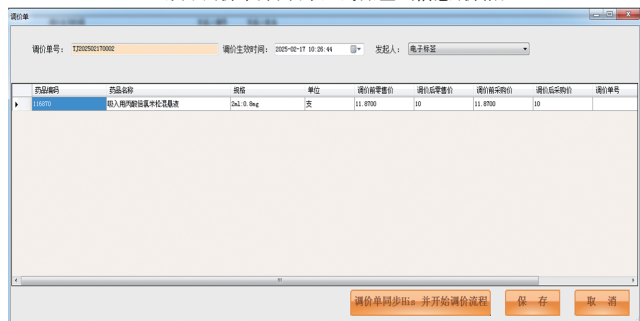 调价单
调价单号: TJ202502170002 调价生效时间: 2025-02-17 10:26:44 发起人: 电子标签
药品编码 药品名称 规格 单位 调价前零售价 调价后零售价 调价前采购价 调价后采购价 调价单号
116870 吸入用丙酸倍氯米松混悬液 2ml:0.8mg 支 11.8700 10 11.8700 10
调价单同步His 并开始调价流程 保 存 取 消